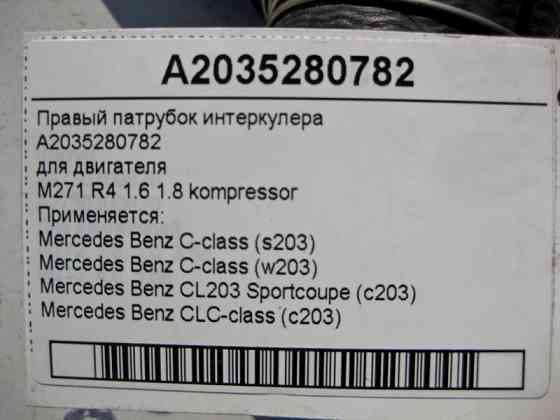 A2035280782
Правый патрубок интеркулера
A2035280782
для двигателя
M271 R4 1.6 1.8 kompressor
Применяется:
Mercedes Benz C-class (s203)
Mercedes Benz C-class (w203)
Mercedes Benz CL203 Sportcoupe (c203)
Mercedes Benz CLC-class (c203)